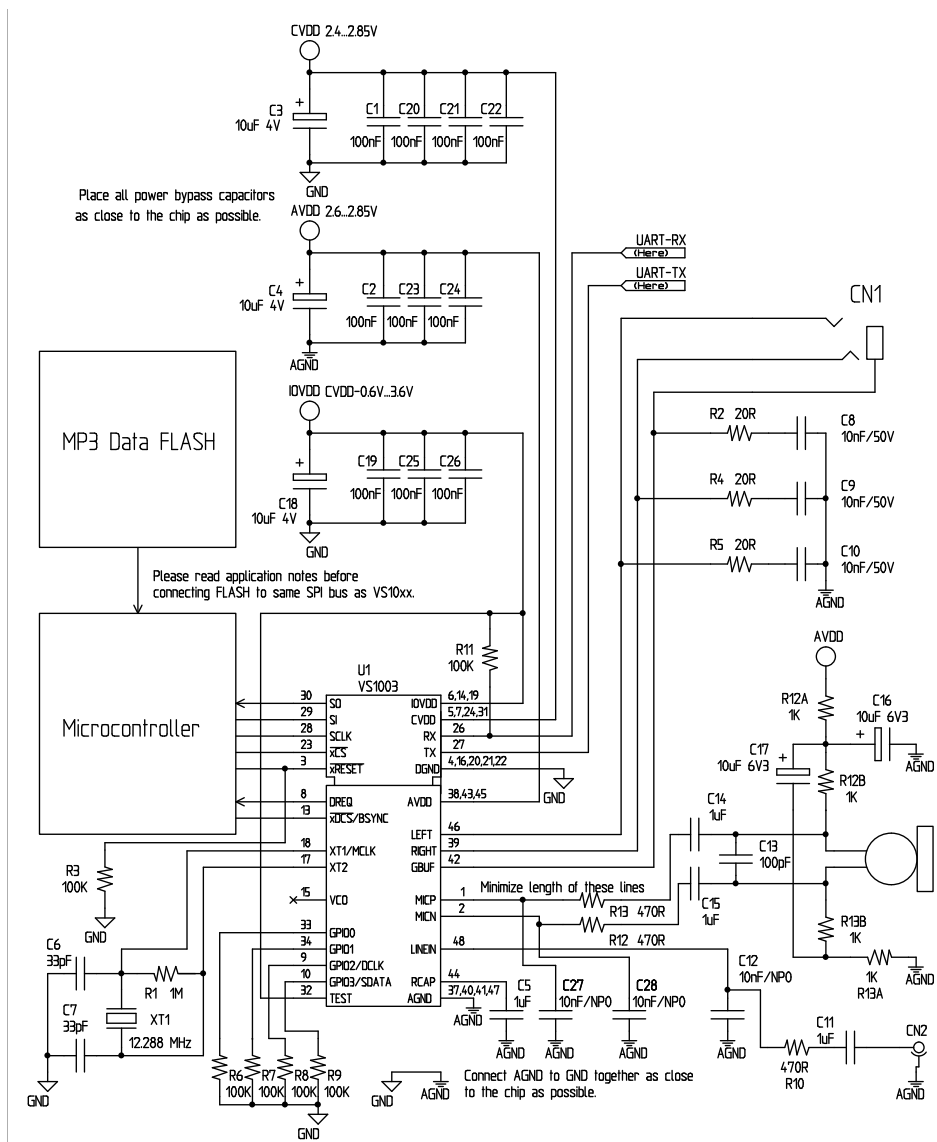 CVDD 2.4...2.85V
C3
10uF 4V
+
C1
C20
C21
C22
100nF
100nF
100nF
100nF
GND
Place all power bypass capacitors
as close to the chip as possible.
AVDD 2.6...2.85V
C4
10uF 4V
+
C2
C23
C24
100nF
100nF
100nF
AGND
UART-RX
(Here)
UART-TX
(Here)
CN1
IOVDD CVDD-0.6V...3.6V
+
C18
10uF 4V
C19
C25
C26
100nF
100nF
100nF
GND
MP3 Data FLASH
R2 20R
C8
10nF/50V
R4 20R
C9
10nF/50V
R5 20R
C10
10nF/50V
AGND
Please read application notes before
connecting FLASH to same SPI bus as VS10xx.
Microcontroller
R11
100K
U1
VS1003
30 SO
29 SI
28 SCLK
23 xCS
3 xRESET
8 DREQ
13 xDCS/BSYNC
18 XT1/MCLK
17 XT2
15 VCO
33 GPIO0
34 GPIO1
9 GPIO2/DCLK
10 GPIO3/SDATA
32 TEST
IOVDD 6,14,19
CVDD 5,7,24,31
RX 26
TX 27
DGND 4,16,20,21,22
GND
AVDD 38,43,45
LEFT 46
RIGHT 39
GBUF 42
MICP 1
MICN 2
LINEIN 48
RCAP 44
AGND 37,40,41,47
AGND
Minimize length of these lines
R13 470R
R12 470R
AVDD
R12A
1K
C16
10uF 6V3
+
AGND
C17
10uF 6V3
+
R12B
1K
C14
1uF
C13
100pF
C15
1uF
R13B
1K
1K
R13A
AGND
R3
100K
GND
C6
33pF
R1 1M
C7
33pF
XT1
12.288 MHz
GND
C5
1uF
C27
10nF/NP0
C28
10nF/NP0
C12
10nF/NP0
AGND
AGND
AGND
AGND
C11
1uF
470R
R10
CN2
AGND
R6
100K
R7
100K
R8
100K
R9
100K
GND
GND
AGND
Connect AGND to GND together as close
to the chip as possible.